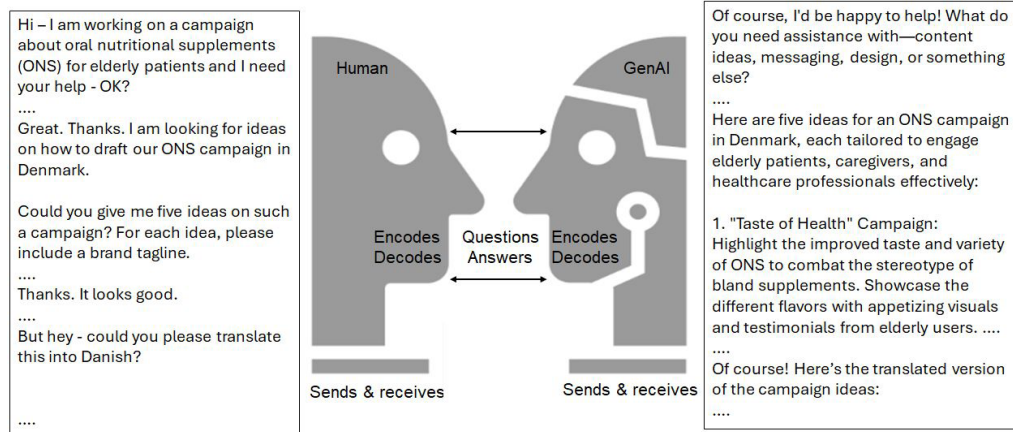 Hi – I am working on a campaign
about oral nutritional supplements
(ONS) for elderly patients and I need
your help - OK?
....
Great. Thanks. I am looking for ideas
on how to draft our ONS campaign in
Denmark.
Could you give me five ideas on such
a campaign? For each idea, please
include a brand tagline.
....
Thanks. It looks good.
....
But hey - could you please translate
this into Danish?
....
Human
GenAI
Encodes
Decodes
Questions
Answers
Encodes
Decodes
Sends & receives
Sends & receives
Of course, I'd be happy to help! What do
you need assistance with—content
ideas, messaging, design, or something
else?
....
Here are five ideas for an ONS campaign
in Denmark, each tailored to engage
elderly patients, caregivers, and
healthcare professionals effectively:
1. "Taste of Health" Campaign:
Highlight the improved taste and variety
of ONS to combat the stereotype of
bland supplements. Showcase the
different flavors with appetizing visuals
and testimonials from elderly users. ....
....
Of course! Here's the translated version
of the campaign ideas:
....